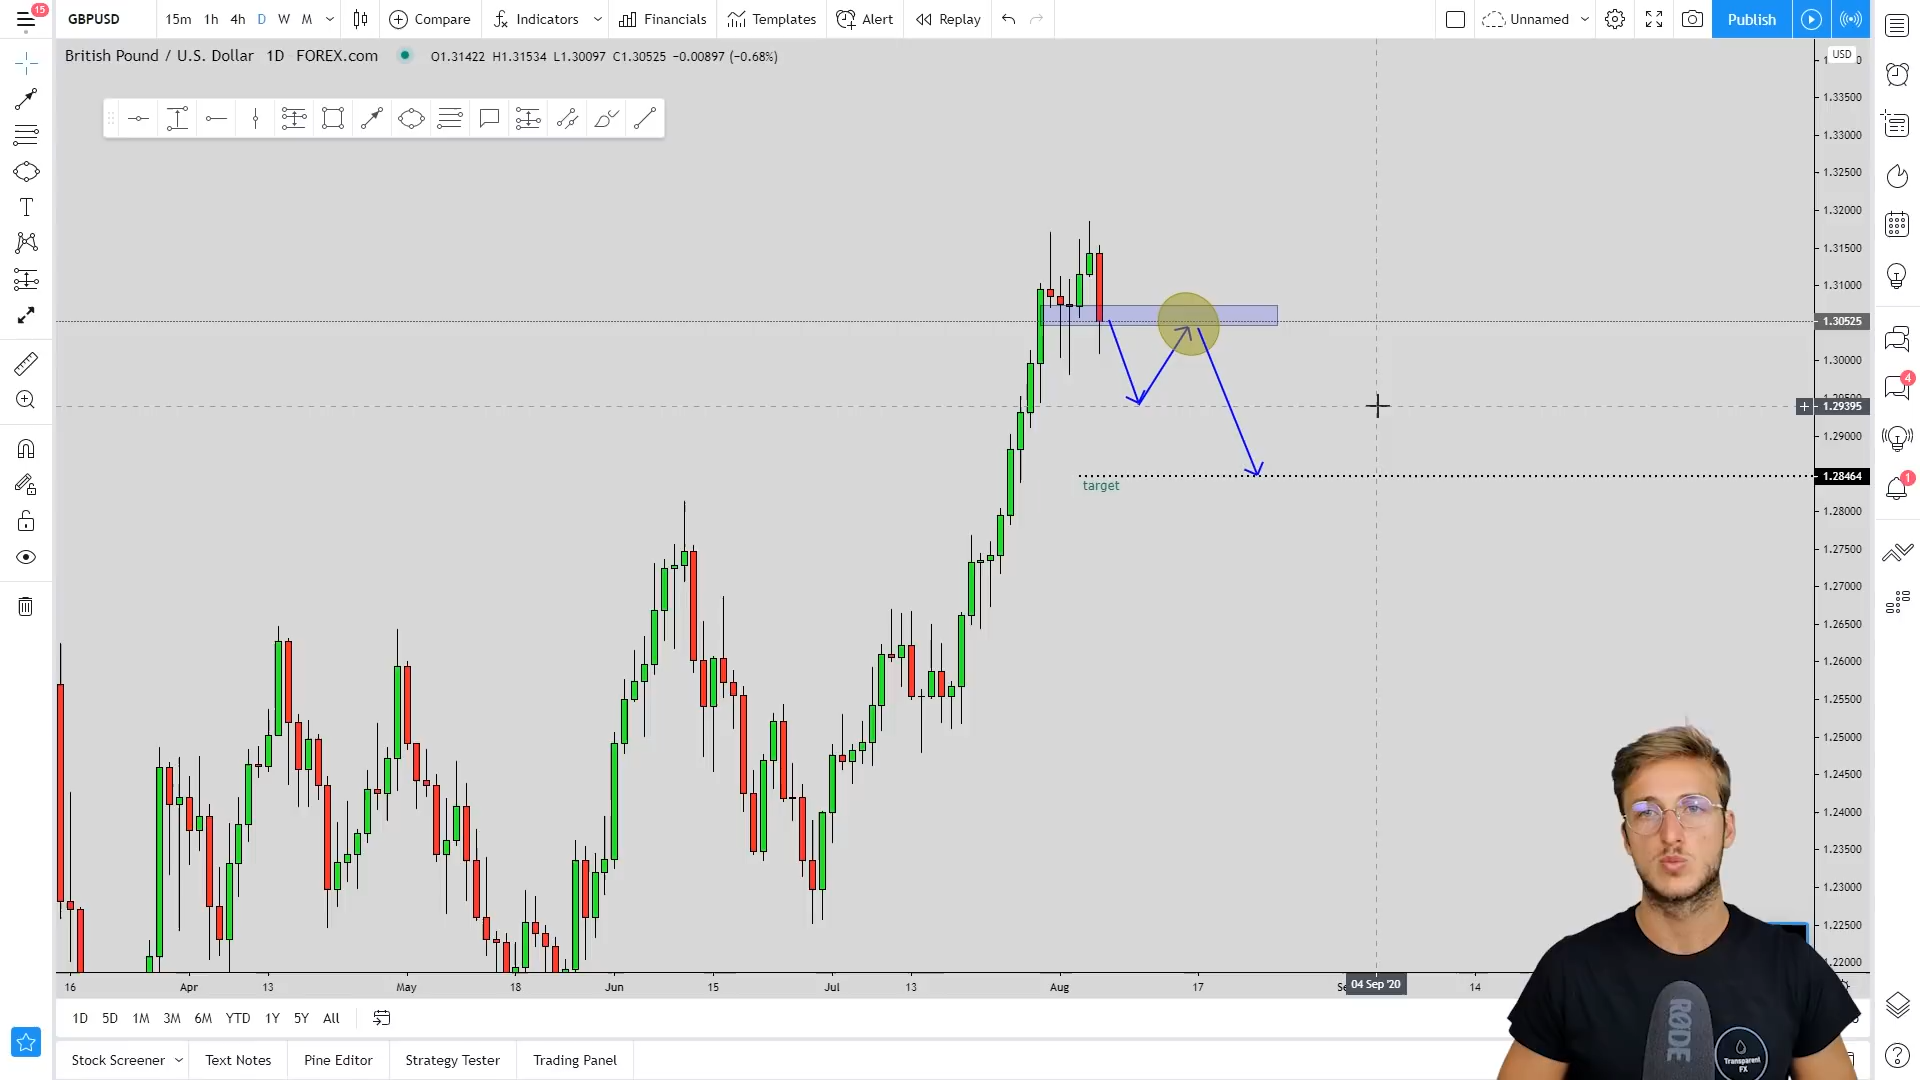 15
GBPUSD
15m 1h 4h D W M
Compare
Indicators
Financials
Templates
Alert
Replay
Unnamed
Publish
British Pound / U.S. Dollar 1D FOREX.com
O1.31422 H1.31534 L1.30097 C1.30525 −0.00897 (−0.68%)
USD
1.33500
1.33000
1.32500
1.32000
1.31500
1.31000
1.30525
1.30000
1.29395
1.29000
1.28464
target
1.28000
1.27500
1.27000
1.26500
1.26000
1.25500
1.25000
1.24500
1.24000
1.23500
1.23000
1.22500
1.22000
4
1
16 Apr 13 May 18 Jun 15 Jul 13 Aug 17 04 Sep '20 14
1D 5D 1M 3M 6M YTD 1Y 5Y All
Stock Screener Text Notes Pine Editor Strategy Tester Trading Panel
RØDE
Transparent
FX